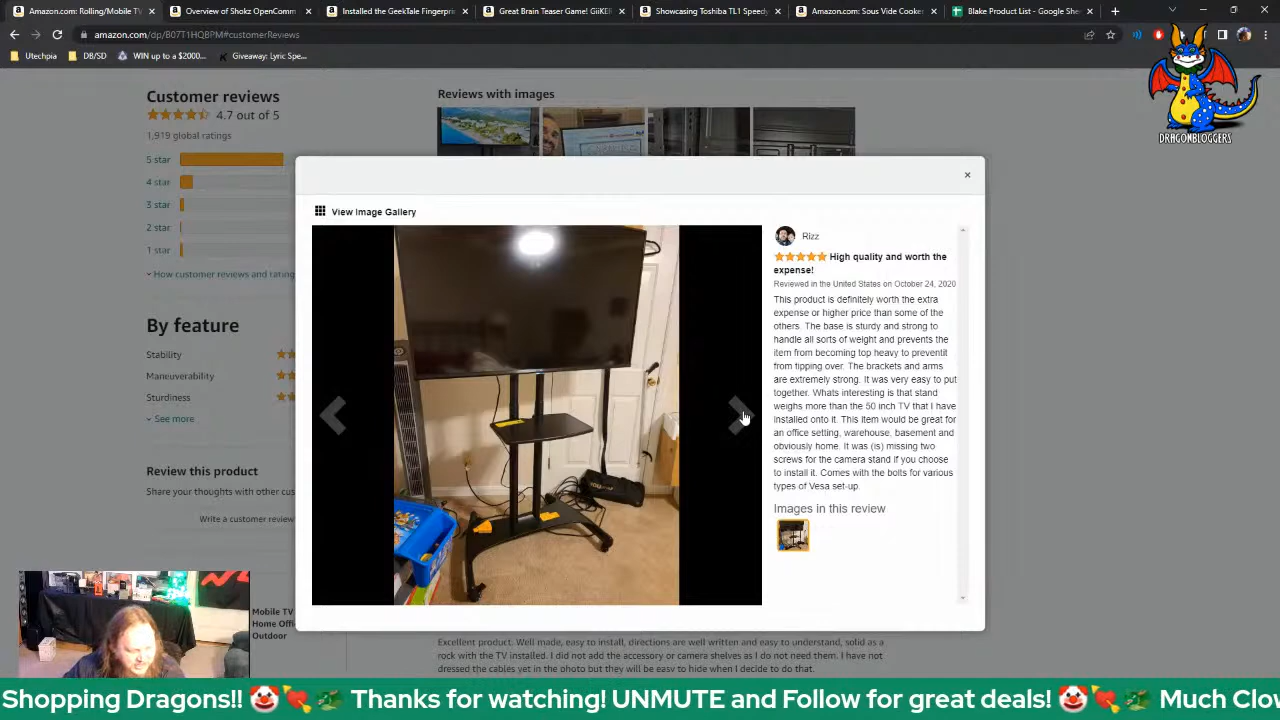 Amazon.com: Rolling/Mobile T
Overview of Shokz OpenComm
Installed the GeekTale Fingerpri
Great Brain Teaser Game! GiiKER
Showcasing Toshiba TL1 Speedy
Amazon.com: Sous Vide Cooker
Blake Product List - Google She
amazon.com/dp/B07T1HQBPM#customerReviews
Utechpia
DB/SD
WIN up to a $2000...
Giveaway: Lyric Spe...
DRAGONBLOGGERS
Customer reviews
4.7 out of 5
1,919 global ratings
5 star
4 star
3 star
2 star
1 star
How customer reviews and rating
By feature
Stability
Maneuverability
Sturdiness
See more
Review this product
Share your thoughts with other cus
Write a customer review
Mobile TV
Home Offi
Outdoor
Reviews with images
View Image Gallery
Rizz
High quality and worth the
expense!
Reviewed in the United States on October 24, 2020
This product is definitely worth the extra
expense or higher price than some of the
others. The base is sturdy and strong to
handle all sorts of weight and prevents the
item from becoming top heavy to preventit
from tipping over. The brackets and arms
are extremely strong. It was very easy to put
together. Whats interesting is that stand
weighs more than the 50 inch TV that I have
installed onto it. This item would be great for
an office setting, warehouse, basement and
obviously home. It was (is) missing two
screws for the camera stand if you choose
to install it. Comes with the bolts for various
types of Vesa set-up.
Images in this review
Excellent product. Well made, easy to install, directions are well written and easy to understand, solid as a
rock with the TV installed. I did not add the accessory or camera shelves as I do not need them. I have not
dressed the cables yet in the photo but they will be easy to hide when I decide to do that.
Shopping Dragons!! 🤡💘🐲 Thanks for watching! UNMUTE and Follow for great deals! 🤡💘🐲 Much Clow